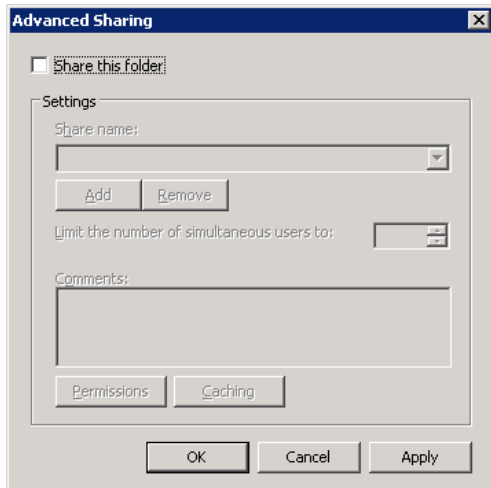 Advanced Sharing
Share this folder
Settings
Share name:
Add Remove
Limit the number of simultaneous users to:
Comments:
Permissions Caching
OK Cancel Apply